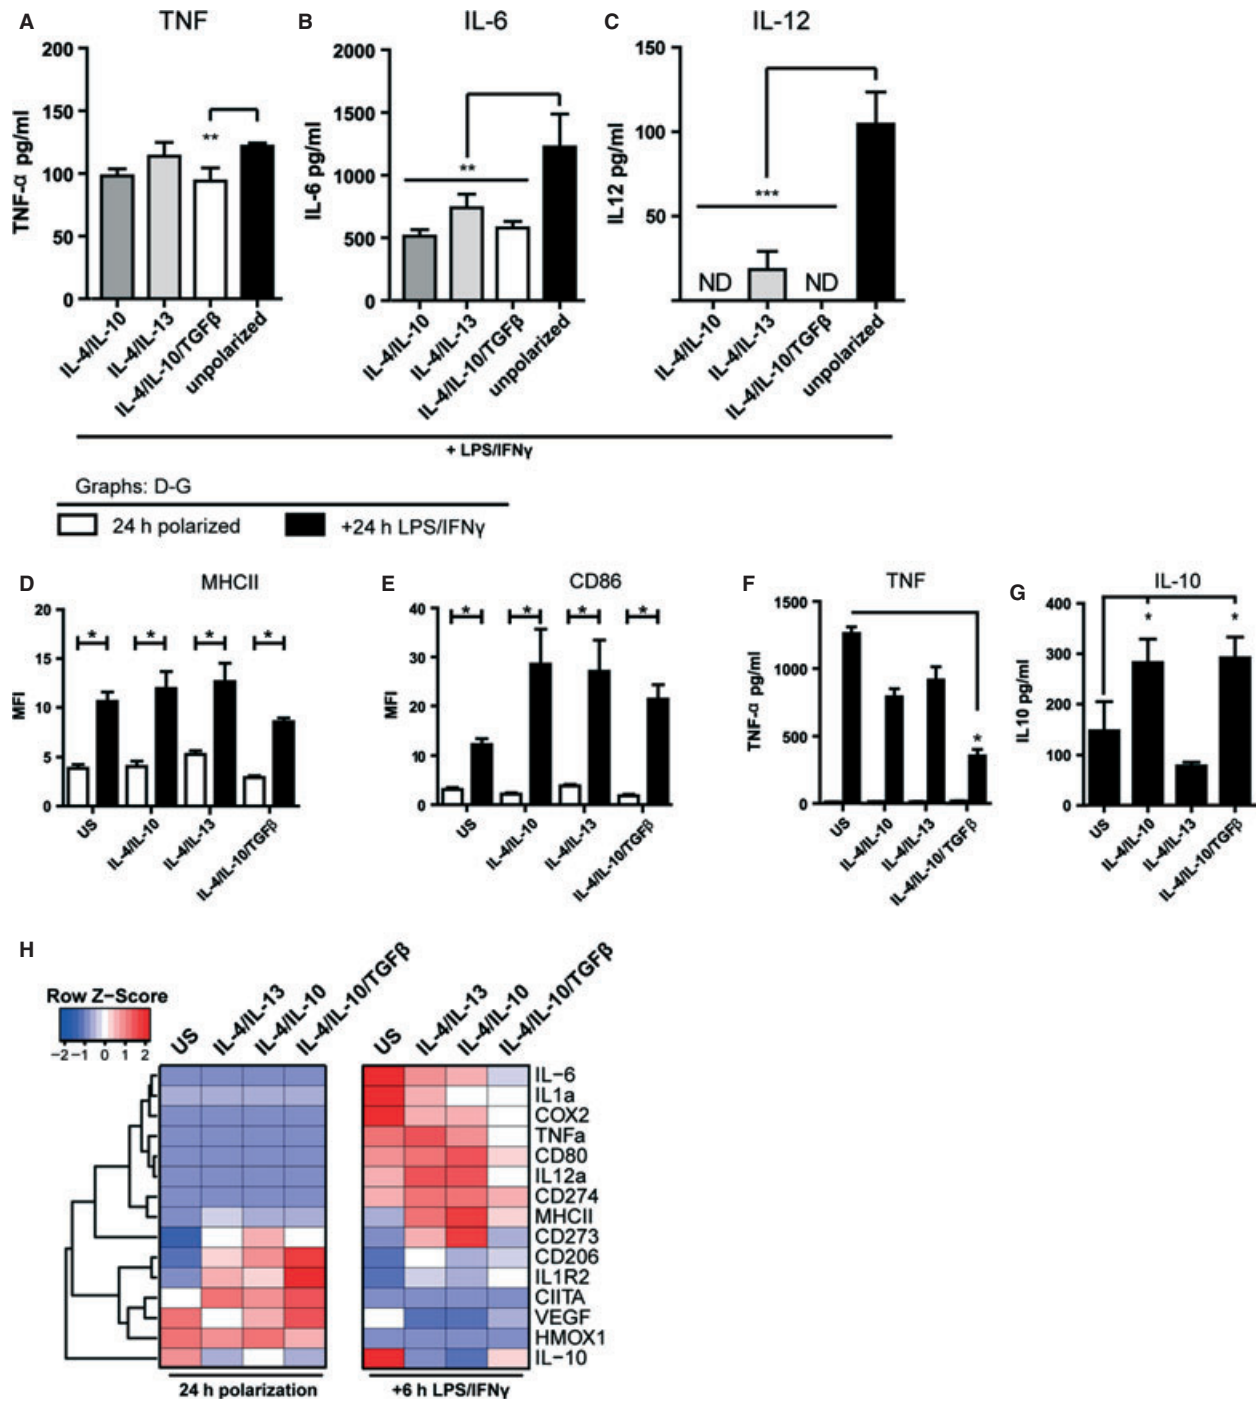 A TNF
B IL-6
C IL-12
200
150
100
50
0
TNF-α pg/ml
**
IL-4/IL-10
IL-4/IL-13
IL-4/IL-10/TGFβ
unpolarized
2000
1500
1000
500
0
IL-6 pg/ml
**
IL-4/IL-10
IL-4/IL-13
IL-4/IL-10/TGFβ
unpolarized
150
100
50
IL12 pg/ml
***
ND
ND
IL-4/IL-10
IL-4/IL-13
IL-4/IL-10/TGFβ
unpolarized
+ LPS/IFNγ
Graphs: D-G
24 h polarized
+24 h LPS/IFNγ
D MHCII
20
15
10
5
0
MFI
* * * *
US
IL-4/IL-10
IL-4/IL-13
IL-4/IL-10/TGFβ
E CD86
40
30
20
10
0
MFI
* * * *
US
IL-4/IL-10
IL-4/IL-13
IL-4/IL-10/TGFβ
F TNF
1500
1000
500
0
TNF-α pg/ml
*
US
IL-4/IL-10
IL-4/IL-13
IL-4/IL-10/TGFβ
G IL-10
400
300
200
100
0
IL10 pg/ml
* *
US
IL-4/IL-10
IL-4/IL-13
IL-4/IL-10/TGFβ
H
Row Z−Score
−2 −1 0 1 2
US
IL-4/IL-13
IL-4/IL-10
IL-4/IL-10/TGFβ
US
IL-4/IL-13
IL-4/IL-10
IL-4/IL-10/TGFβ
IL−6
IL1a
COX2
TNFa
CD80
IL12a
CD274
MHCII
CD273
CD206
IL1R2
CIITA
VEGF
HMOX1
IL−10
24 h polarization
+6 h LPS/IFNγ